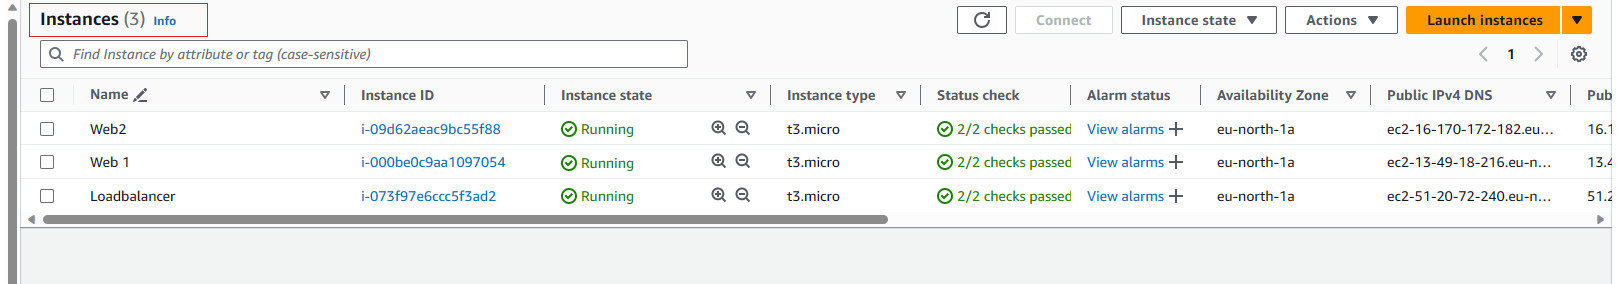 Instances (3) Info
Connect Instance state Actions Launch instances
Find Instance by attribute or tag (case-sensitive)
1
Name Instance ID Instance state Instance type Status check Alarm status Availability Zone Public IPv4 DNS Pub
Web2 i-09d62aeac9bc55f88 Running t3.micro 2/2 checks passed View alarms + eu-north-1a ec2-16-170-172-182.eu... 16.1
Web 1 i-000be0c9aa1097054 Running t3.micro 2/2 checks passed View alarms + eu-north-1a ec2-13-49-18-216.eu-n... 13.4
Loadbalancer i-073f97e6ccc5f3ad2 Running t3.micro 2/2 checks passed View alarms + eu-north-1a ec2-51-20-72-240.eu-n... 51.2